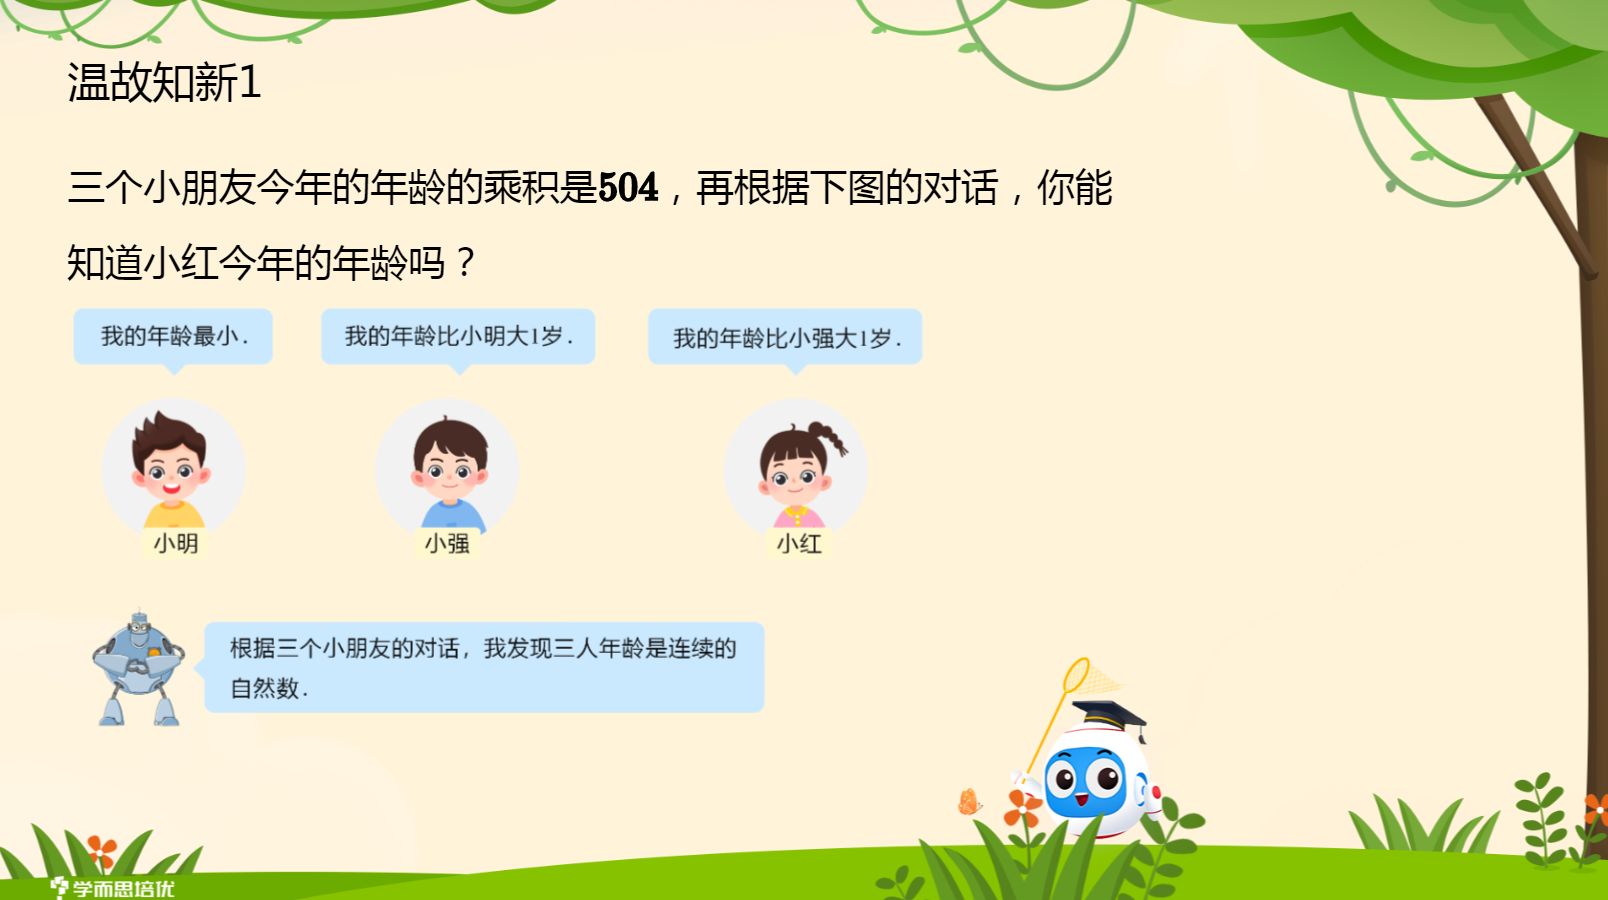 温故知新1
三个小朋友今年的年龄的乘积是504，再根据下图的对话，你能
知道小红今年的年龄吗？
我的年龄最小.
我的年龄比小明大1岁.
我的年龄比小强大1岁.
小明
小强
小红
根据三个小朋友的对话，我发现三人年龄是连续的
自然数.
学而思培优